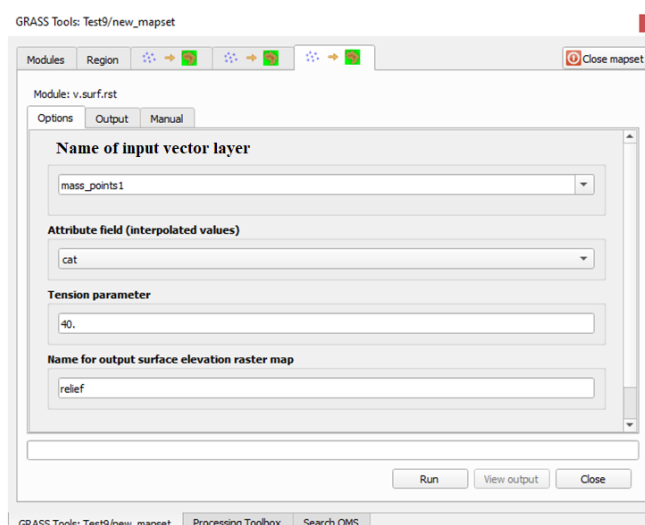 GRASS Tools: Test9/new_mapset
Modules Region Close mapset
Module: v.surf.rst
Options Output Manual
Name of input vector layer
mass_points1
Attribute field (interpolated values)
cat
Tension parameter
40.
Name for output surface elevation raster map
relief
Run View output Close
GRASS Tools: Test9/new_mapset Processing Toolbox Search QMS